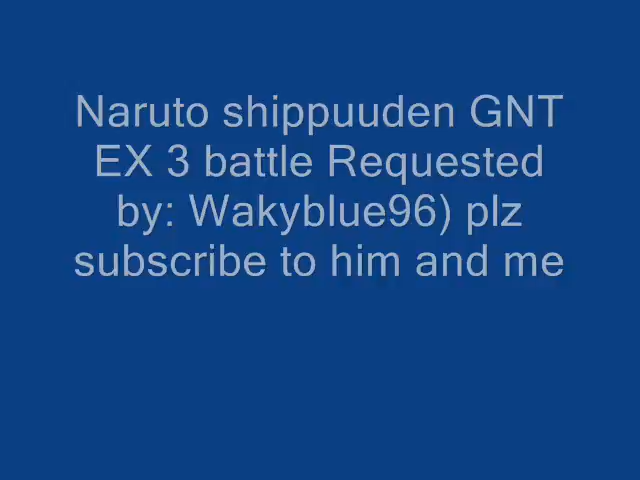 Naruto shippuuden GNT
EX 3 battle Requested
by: Wakyblue96) plz
subscribe to him and me